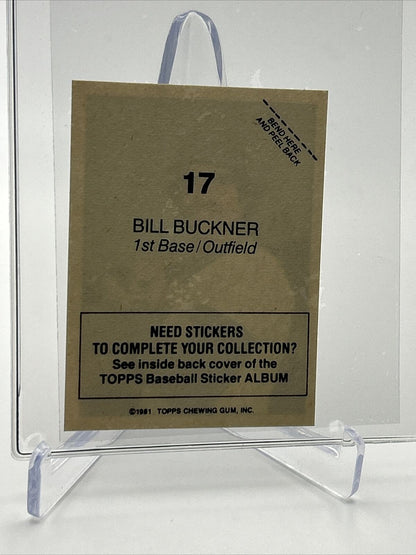 BEND HERE
AND PEEL BACK
17
BILL BUCKNER
1st Base/Outfield
NEED STICKERS
TO COMPLETE YOUR COLLECTION?
See inside back cover of the
TOPPS Baseball Sticker ALBUM
©1981 TOPPS CHEWING GUM, INC.